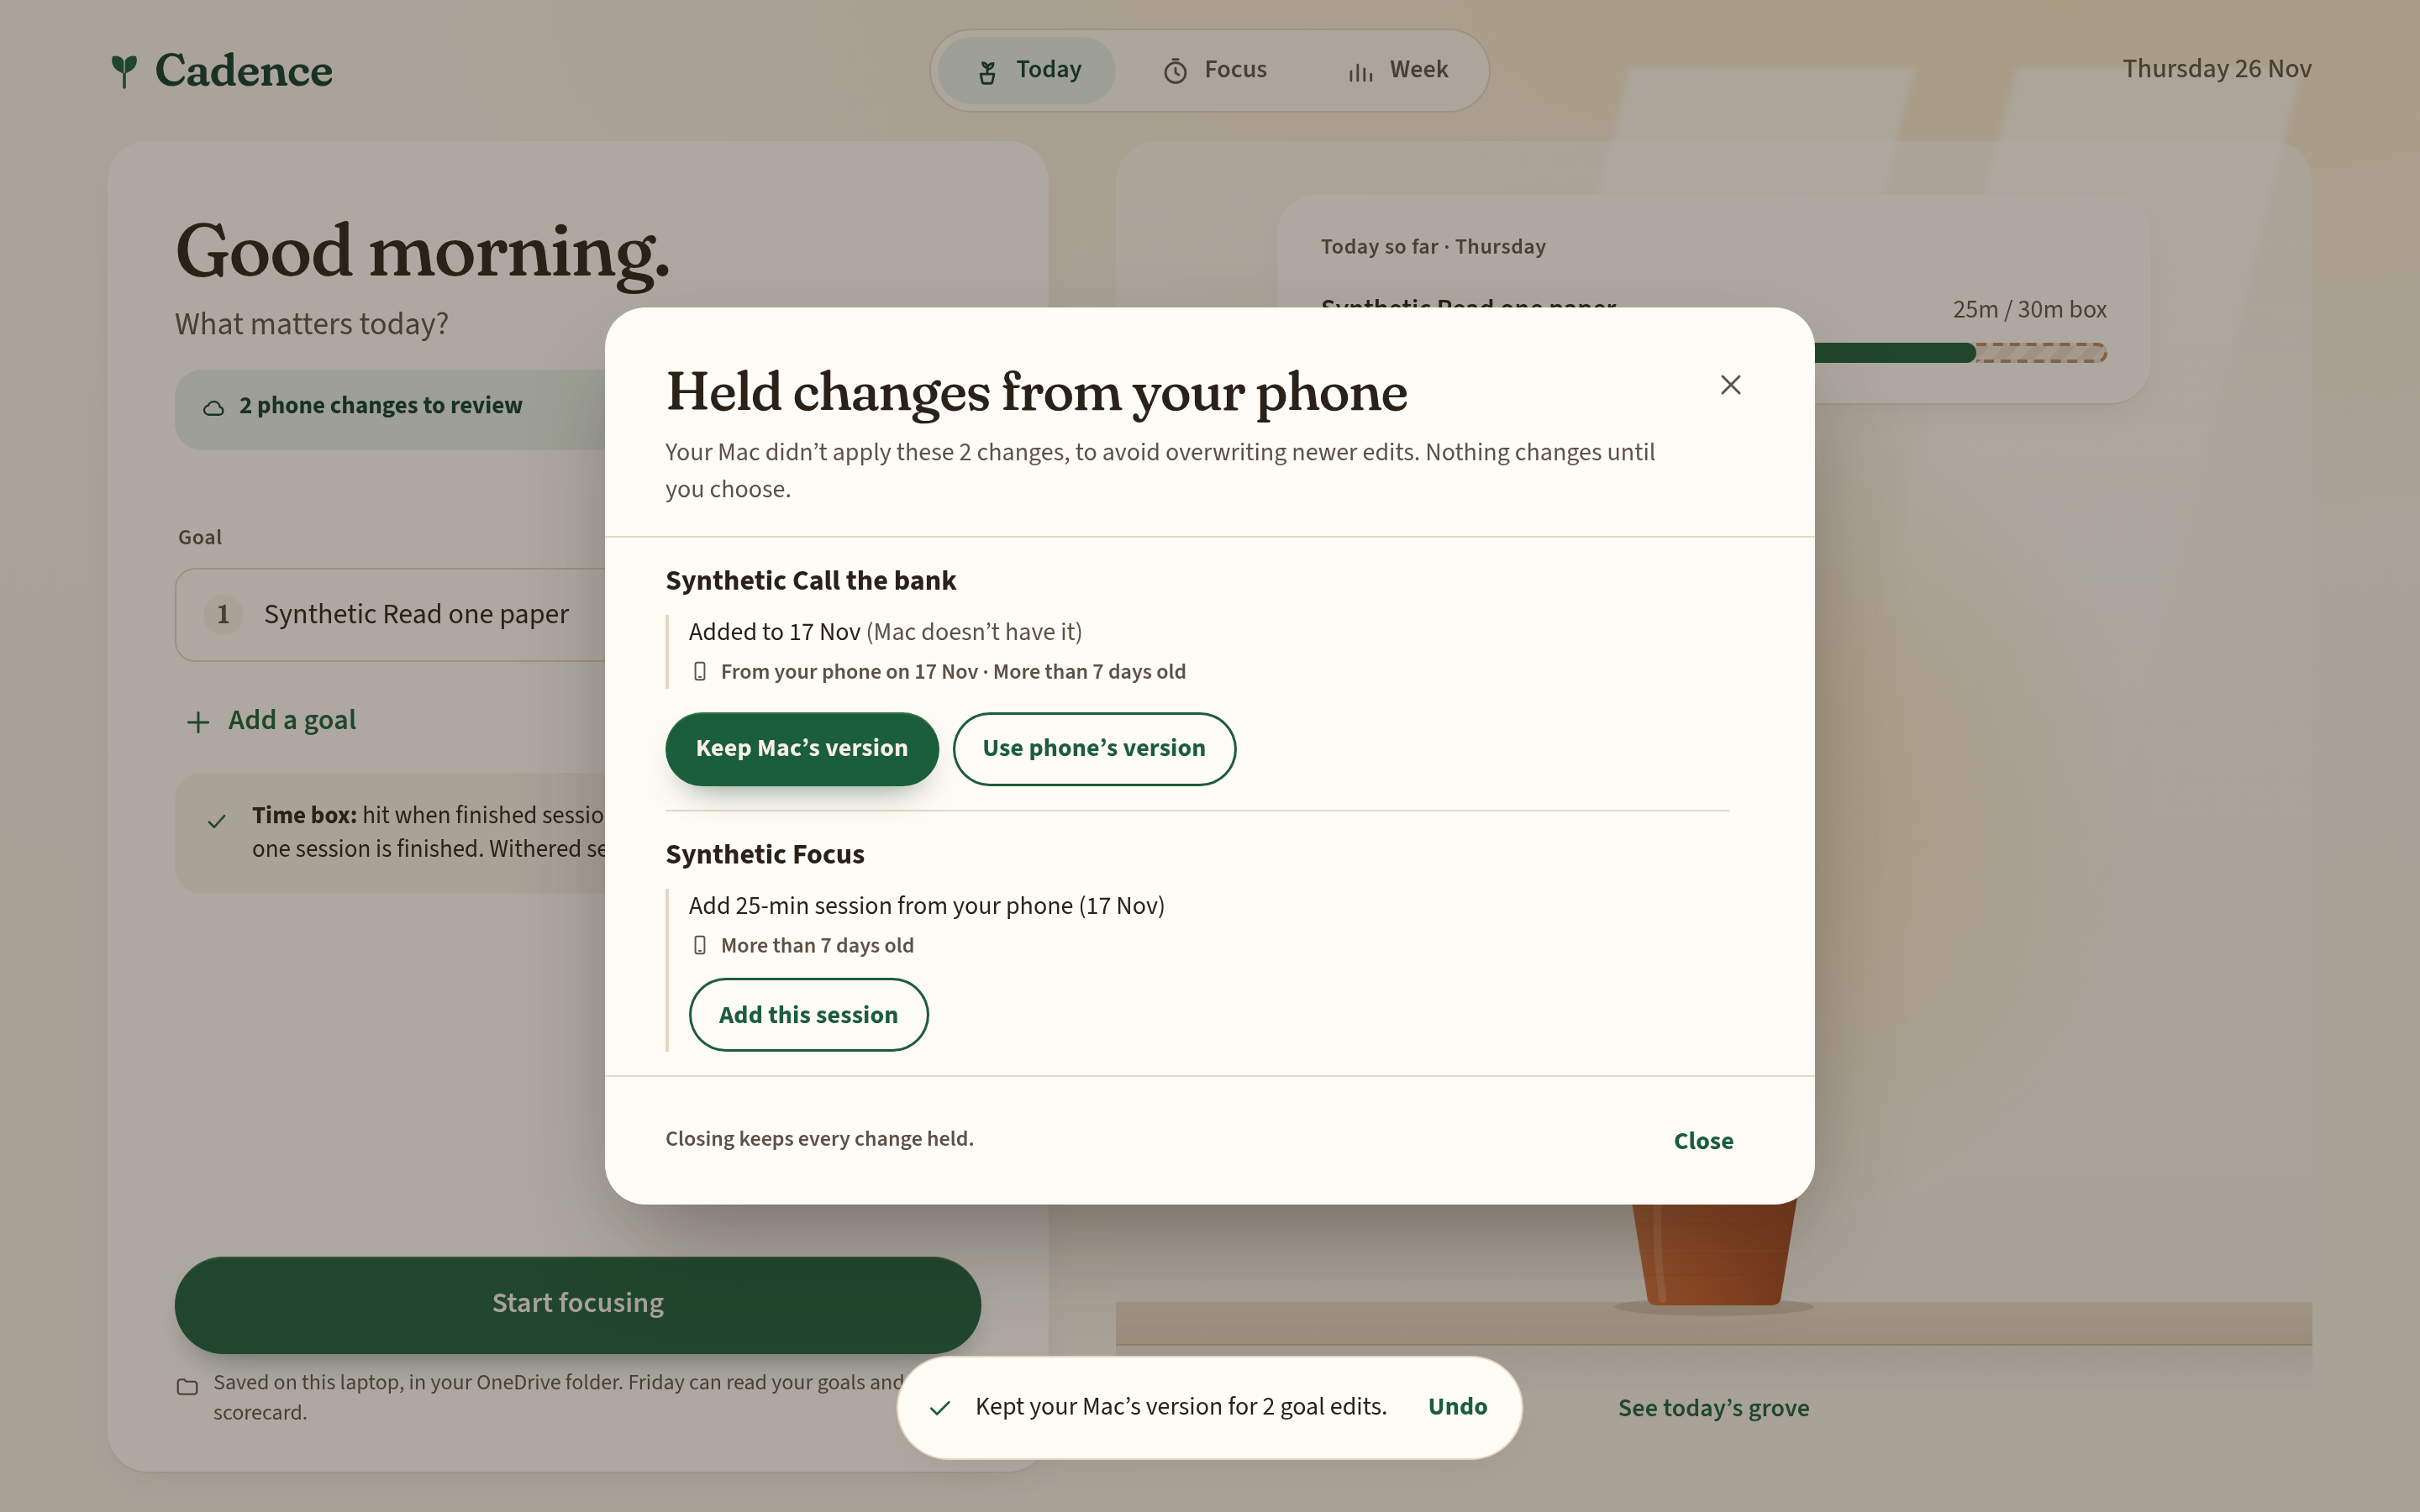 Cadence
Today
Focus
Week
Thursday 26 Nov
Good morning.
What matters today?
2 phone changes to review
Goal
1 Synthetic Read one paper
Add a goal
Time box: hit when finished sessio
one session is finished. Withered se
Start focusing
Saved on this laptop, in your OneDrive folder. Friday can read your goals and
scorecard.
Today so far · Thursday
Synthetic Read one paper
25m / 30m box
Held changes from your phone
Your Mac didn’t apply these 2 changes, to avoid overwriting newer edits. Nothing changes until
you choose.
Synthetic Call the bank
Added to 17 Nov (Mac doesn’t have it)
From your phone on 17 Nov · More than 7 days old
Keep Mac’s version
Use phone’s version
Synthetic Focus
Add 25-min session from your phone (17 Nov)
More than 7 days old
Add this session
Closing keeps every change held.
Close
Kept your Mac’s version for 2 goal edits.
Undo
See today’s grove